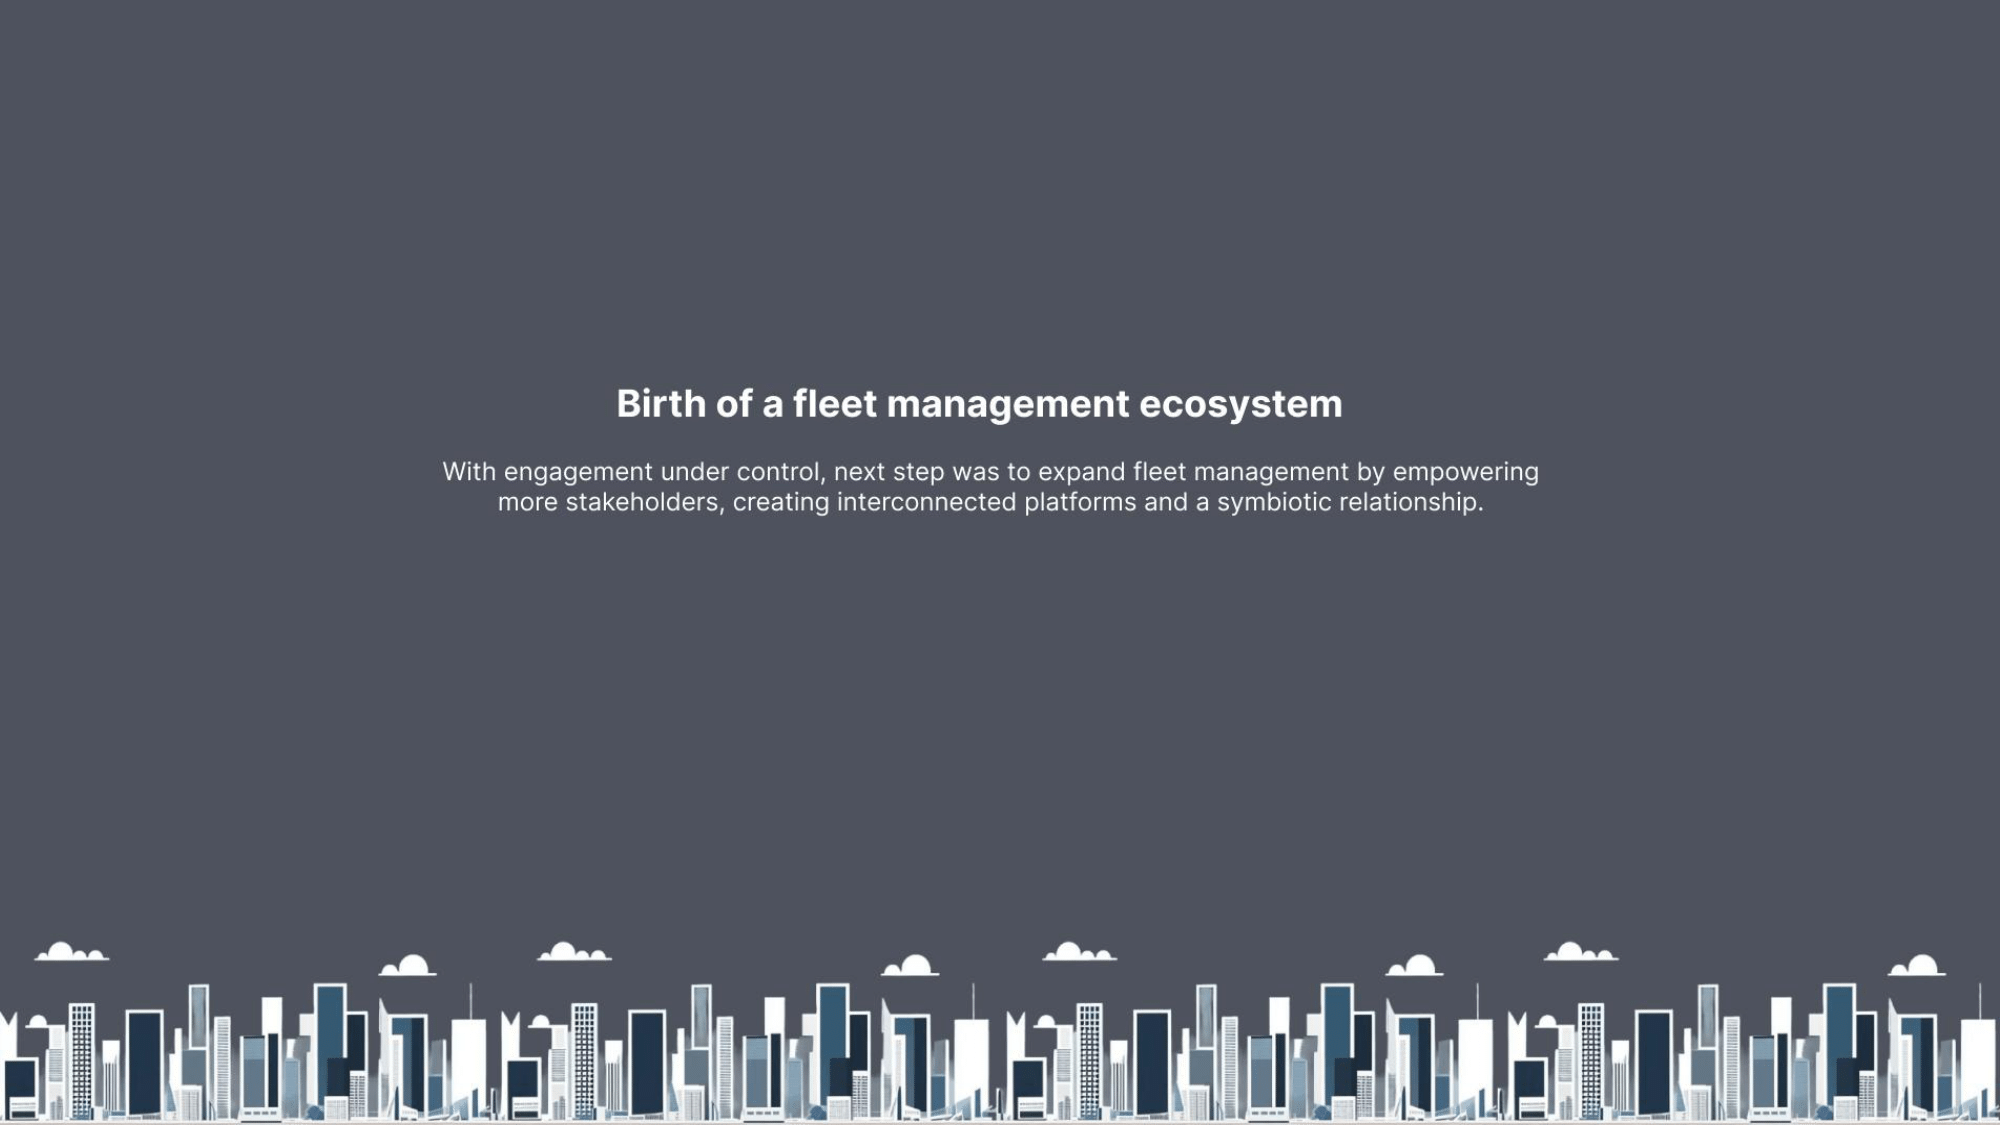 Birth of a fleet management ecosystem
With engagement under control, next step was to expand fleet management by empowering
more stakeholders, creating interconnected platforms and a symbiotic relationship.